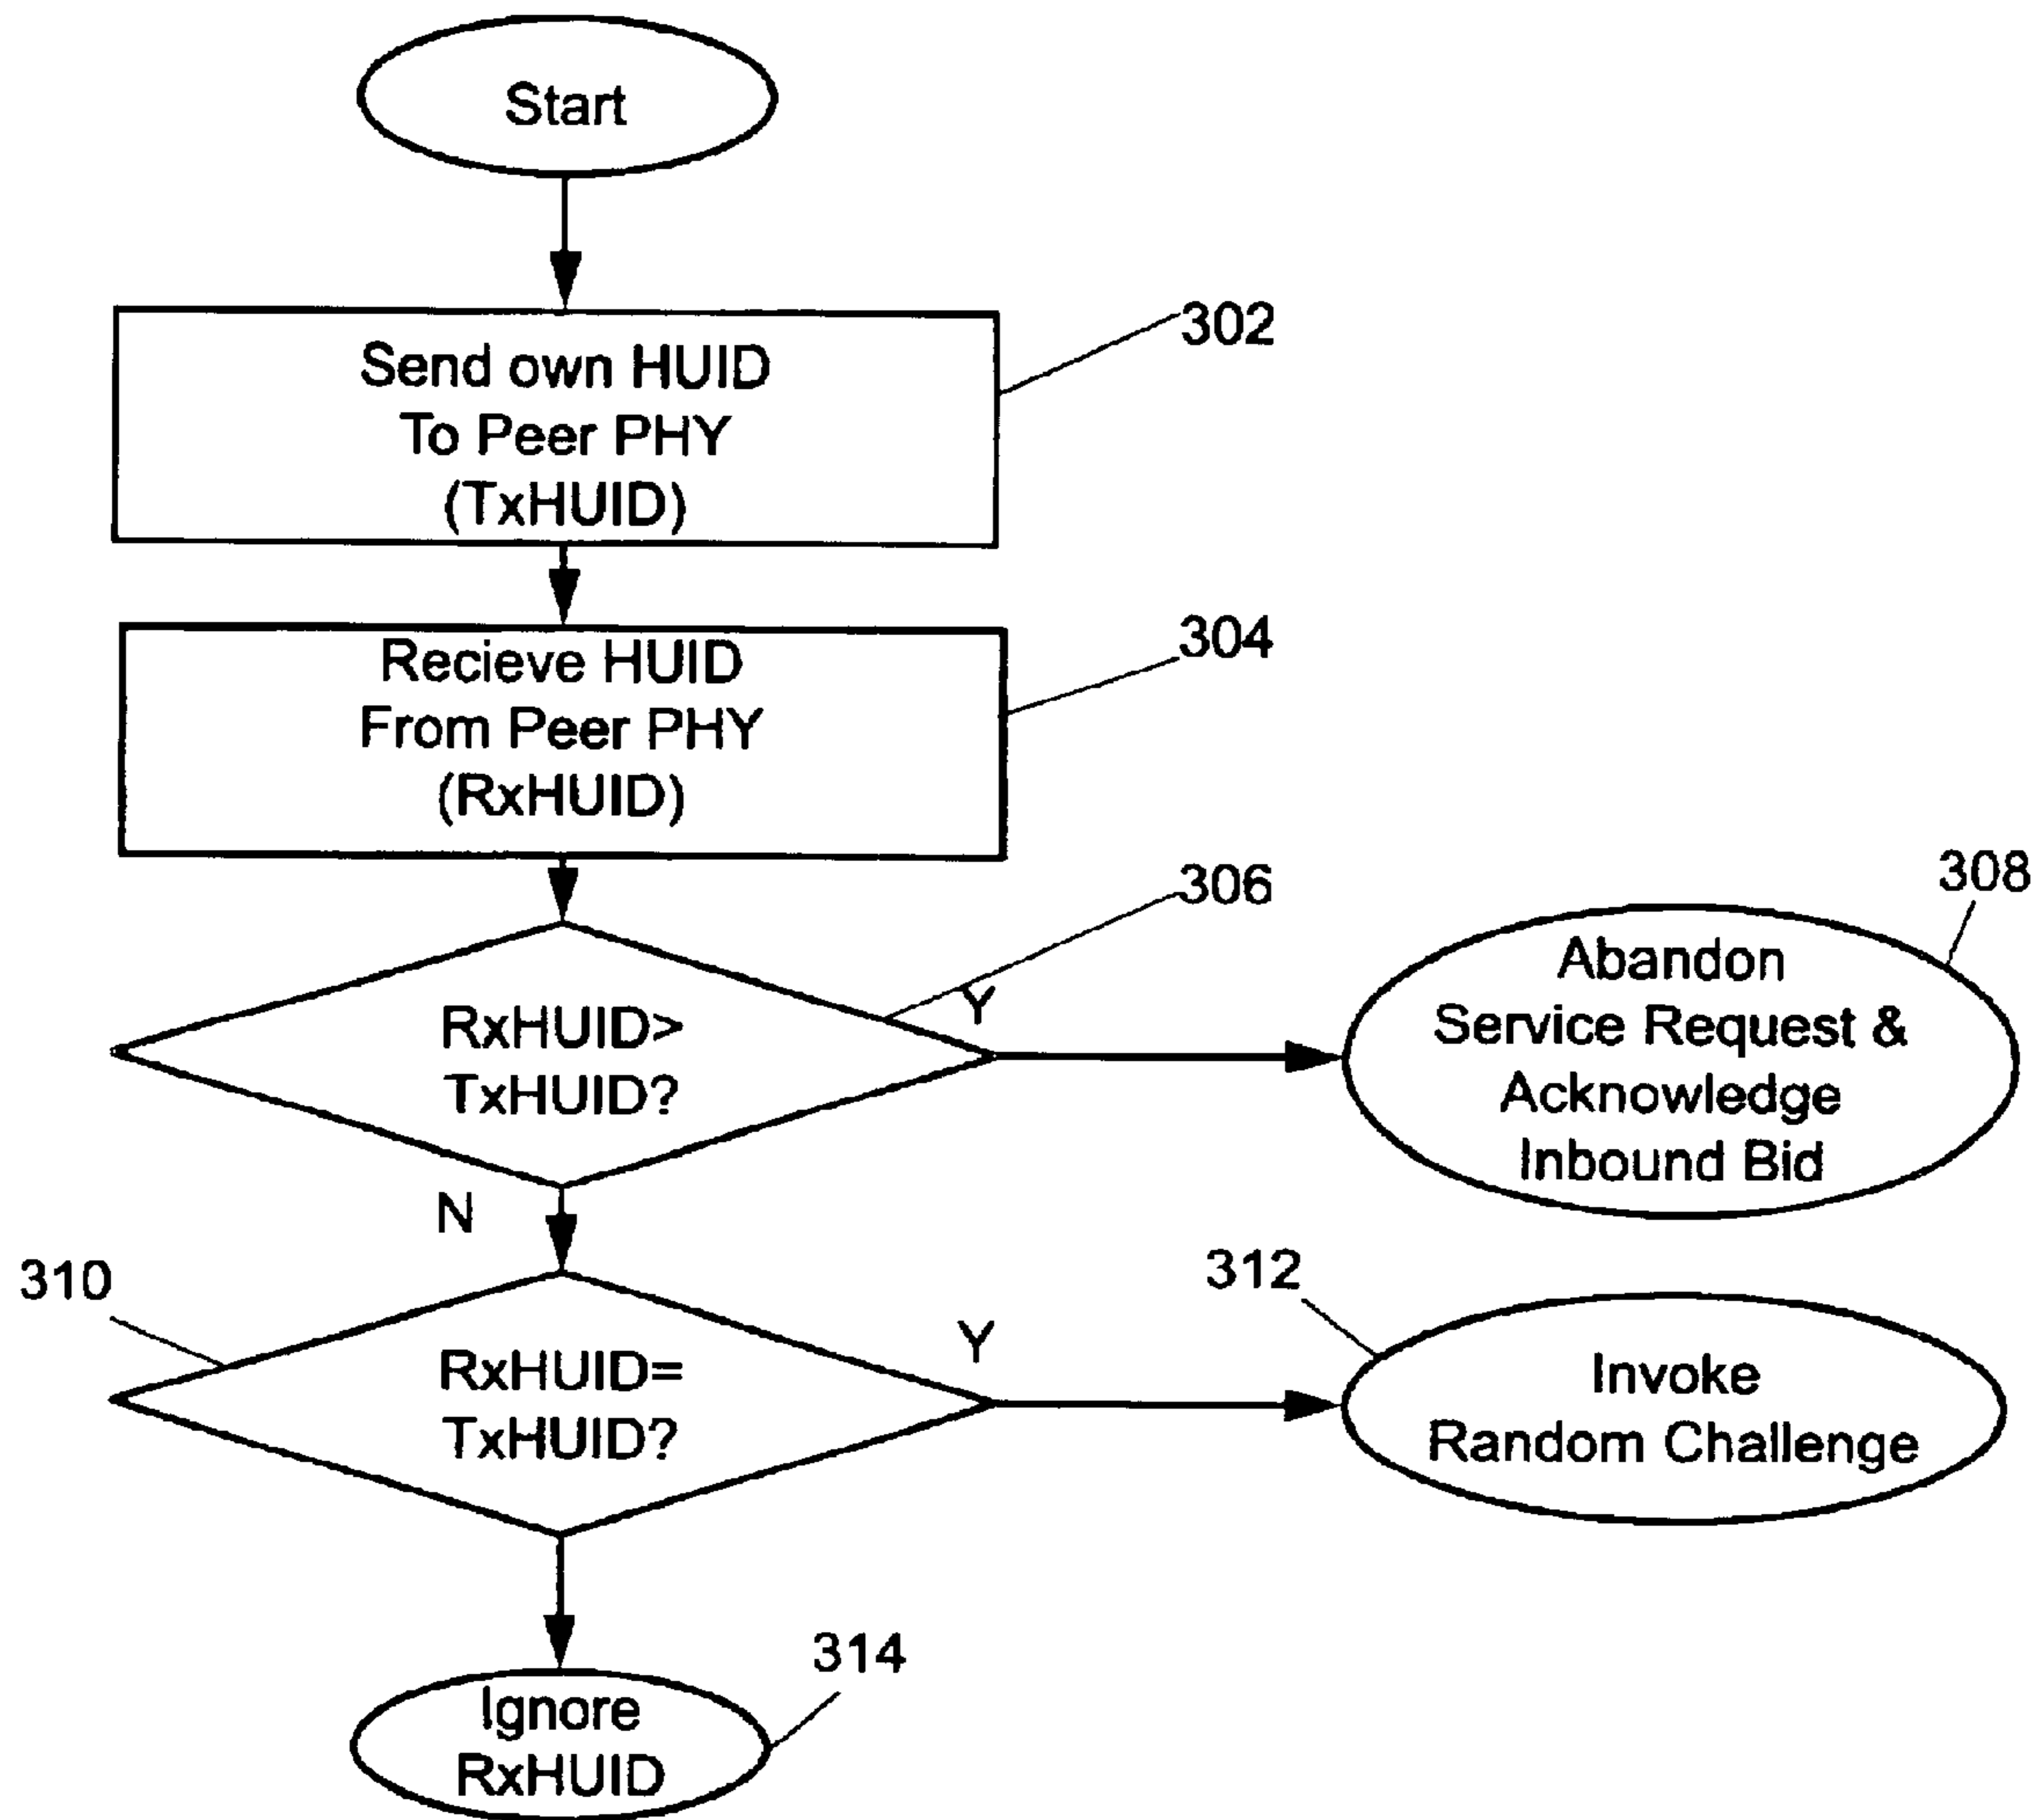 Start
302
Send own HUID
To Peer PHY
(TxHUID)
304
Recieve HUID
From Peer PHY
(RxHUID)
306
308
RxHUID>
TxHUID?
Y
Abandon
Service Request &
Acknowledge
Inbound Bid
N
310
RxHUID=
TxHUID?
Y
312
Invoke
Random Challenge
314
Ignore
RxHUID